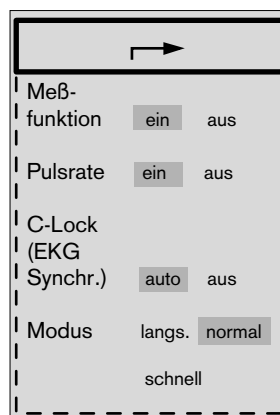 Meß-
funktion ein aus
Pulsrate ein aus
C-Lock
(EKG
Synchr.) auto aus
Modus langs. normal
schnell